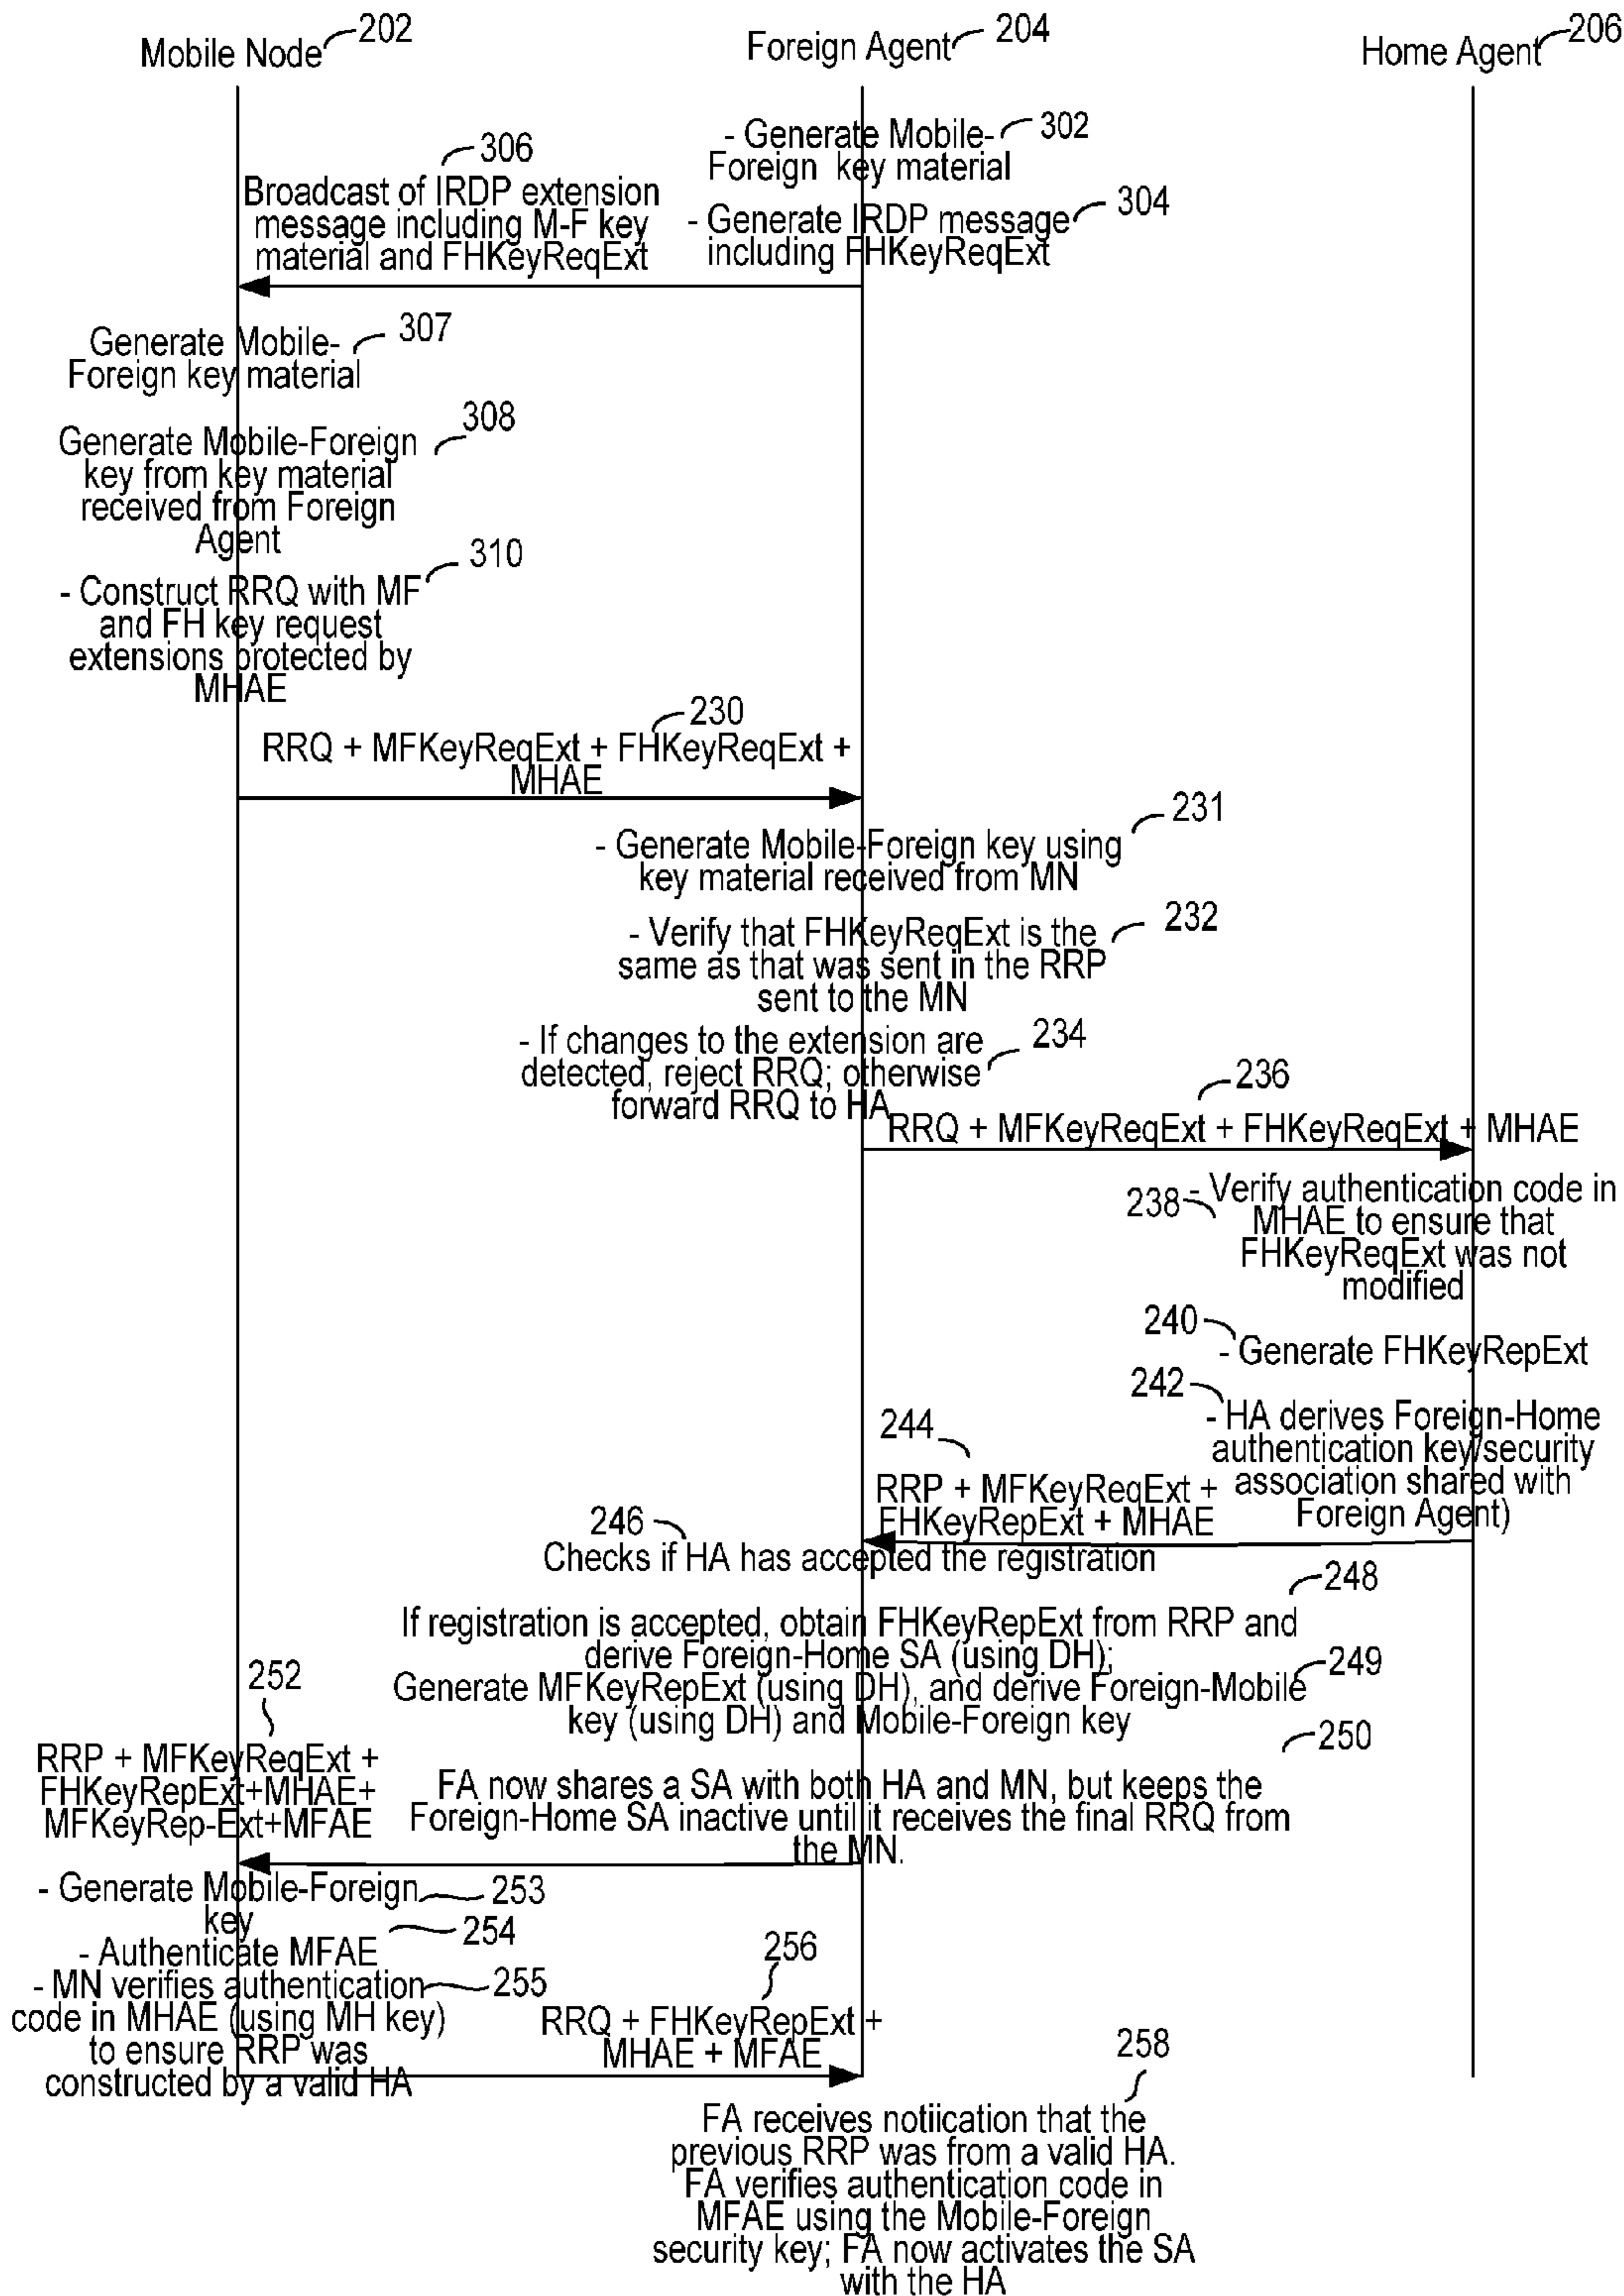 Mobile Node 202
Foreign Agent 204
Home Agent 206
- Generate Mobile- 302
Foreign key material
- Generate IRDP message 304
including FHKeyReqExt
306
Broadcast of IRDP extension
message including M-F key
material and FHKeyReqExt
Generate Mobile- 307
Foreign key material
Generate Mobile-Foreign 308
key from key material
received from Foreign
Agent
- Construct RRQ with MF 310
and FH key request
extensions protected by
MHAE
230
RRQ + MFKeyReqExt + FHKeyReqExt +
MHAE
231
- Generate Mobile-Foreign key using
key material received from MN
- Verify that FHKeyReqExt is the 232
same as that was sent in the RRP
sent to the MN
- If changes to the extension are 234
detected, reject RRQ; otherwise
forward RRQ to HA
236
RRQ + MFKeyReqExt + FHKeyReqExt + MHAE
238 - Verify authentication code in
MHAE to ensure that
FHKeyReqExt was not
modified
240
- Generate FHKeyRepExt
242
- HA derives Foreign-Home
authentication key/security
association shared with
Foreign Agent)
244
RRP + MFKeyReqExt +
FHKeyRepExt + MHAE
246
Checks if HA has accepted the registration
248
If registration is accepted, obtain FHKeyRepExt from RRP and
derive Foreign-Home SA (using DH);
Generate MFKeyRepExt (using DH), and derive Foreign-Mobile 249
key (using DH) and Mobile-Foreign key
250
FA now shares a SA with both HA and MN, but keeps the
Foreign-Home SA inactive until it receives the final RRQ from
the MN.
252
RRP + MFKeyReqExt +
FHKeyRepExt+MHAE+
MFKeyRep-Ext+MFAE
- Generate Mobile-Foreign 253
key
254
- Authenticate MFAE
- MN verifies authentication 255
code in MHAE (using MH key)
to ensure RRP was
constructed by a valid HA
256
RRQ + FHKeyRepExt +
MHAE + MFAE
258
FA receives notiication that the
previous RRP was from a valid HA.
FA verifies authentication code in
MFAE using the Mobile-Foreign
security key; FA now activates the SA
with the HA